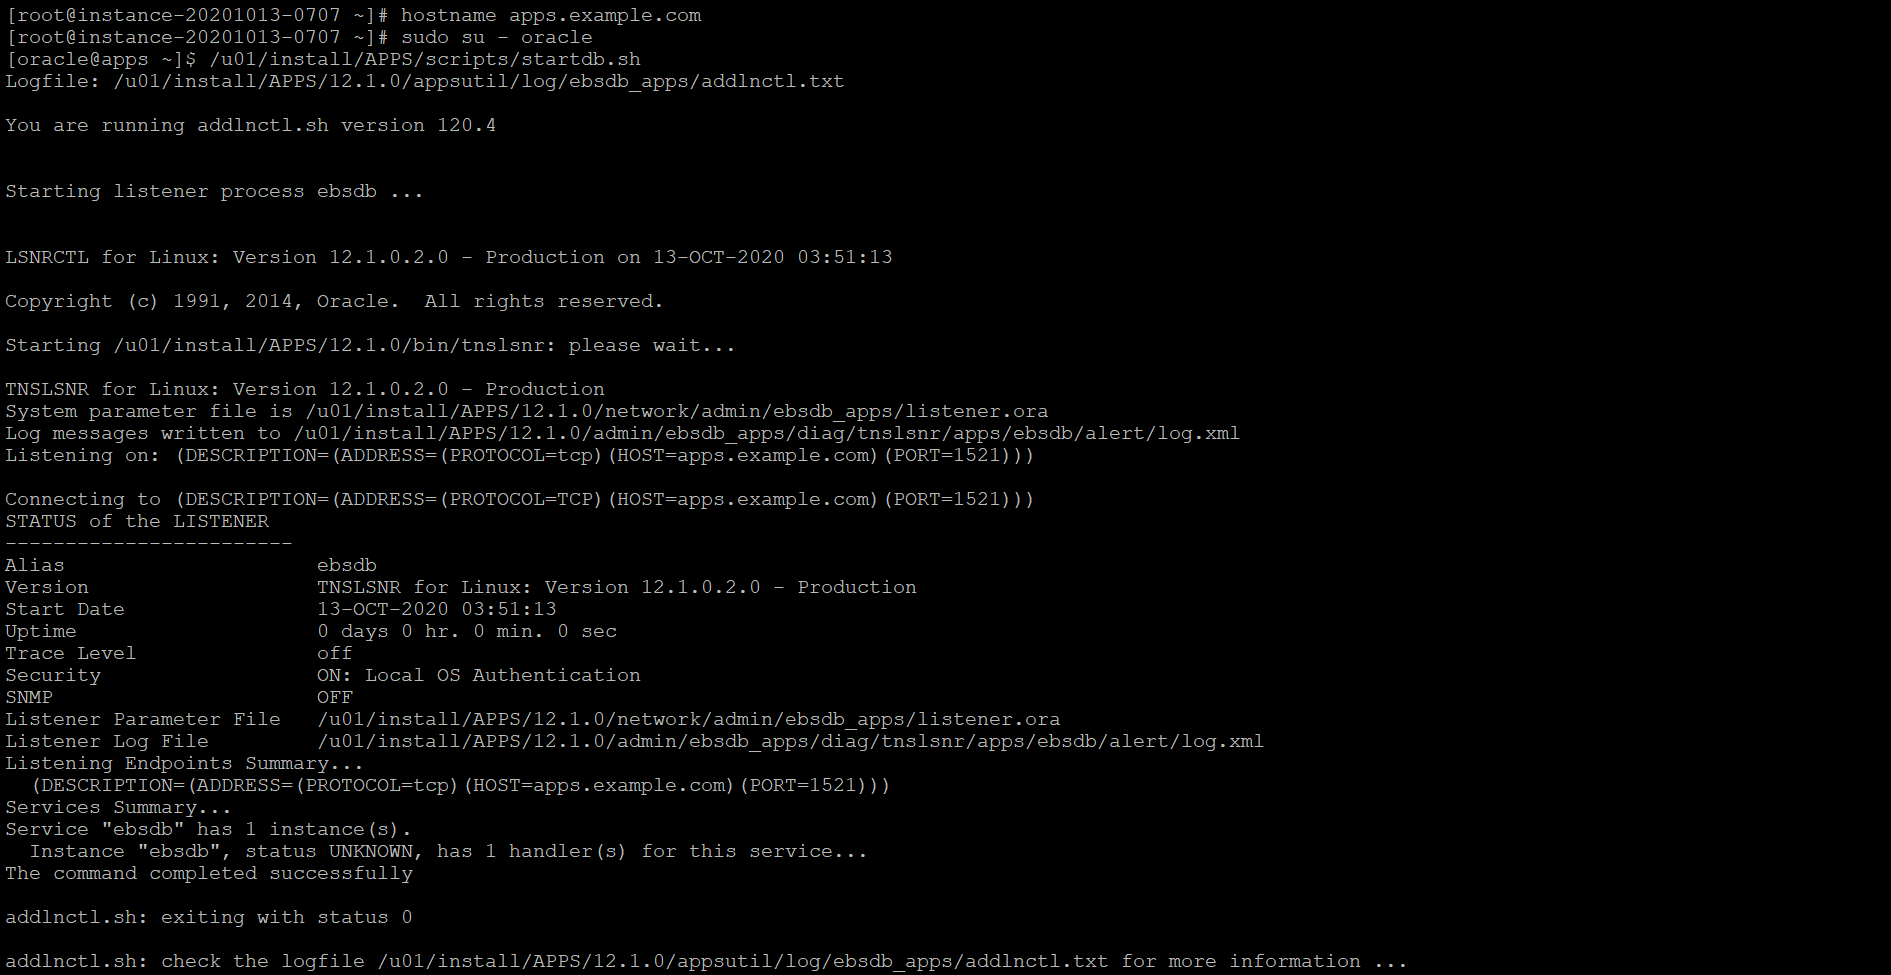 [root@instance-20201013-0707 ~]# hostname apps.example.com
[root@instance-20201013-0707 ~]# sudo su - oracle
[oracle@apps ~]$ /u01/install/APPS/scripts/startdb.sh
Logfile: /u01/install/APPS/12.1.0/appsutil/log/ebsdb_apps/addlnctl.txt
You are running addlnctl.sh version 120.4
Starting listener process ebsdb ...
LSNRCTL for Linux: Version 12.1.0.2.0 - Production on 13-OCT-2020 03:51:13
Copyright (c) 1991, 2014, Oracle.  All rights reserved.
Starting /u01/install/APPS/12.1.0/bin/tnslsnr: please wait...
TNSLSNR for Linux: Version 12.1.0.2.0 - Production
System parameter file is /u01/install/APPS/12.1.0/network/admin/ebsdb_apps/listener.ora
Log messages written to /u01/install/APPS/12.1.0/admin/ebsdb_apps/diag/tnslsnr/apps/ebsdb/alert/log.xml
Listening on: (DESCRIPTION=(ADDRESS=(PROTOCOL=tcp)(HOST=apps.example.com)(PORT=1521)))
Connecting to (DESCRIPTION=(ADDRESS=(PROTOCOL=TCP)(HOST=apps.example.com)(PORT=1521)))
STATUS of the LISTENER
------------------------
Alias                     ebsdb
Version                   TNSLSNR for Linux: Version 12.1.0.2.0 - Production
Start Date                13-OCT-2020 03:51:13
Uptime                    0 days 0 hr. 0 min. 0 sec
Trace Level               off
Security                  ON: Local OS Authentication
SNMP                      OFF
Listener Parameter File   /u01/install/APPS/12.1.0/network/admin/ebsdb_apps/listener.ora
Listener Log File         /u01/install/APPS/12.1.0/admin/ebsdb_apps/diag/tnslsnr/apps/ebsdb/alert/log.xml
Listening Endpoints Summary...
  (DESCRIPTION=(ADDRESS=(PROTOCOL=tcp)(HOST=apps.example.com)(PORT=1521)))
Services Summary...
Service "ebsdb" has 1 instance(s).
  Instance "ebsdb", status UNKNOWN, has 1 handler(s) for this service...
The command completed successfully
addlnctl.sh: exiting with status 0
addlnctl.sh: check the logfile /u01/install/APPS/12.1.0/appsutil/log/ebsdb_apps/addlnctl.txt for more information ...